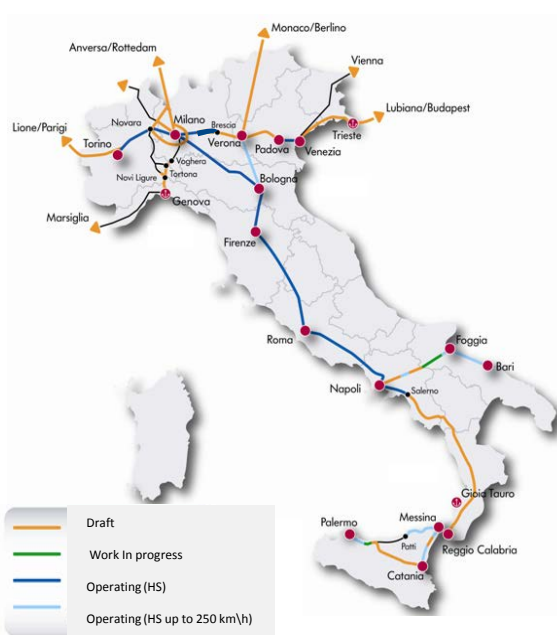 Monaco/Berlino
Anversa/Rottedam
Vienna
Lubiana/Budapest
Lione/Parigi
Novara
Milano
Brescia
Verona
Padova
Venezia
Trieste
Torino
Voghera
Novi Ligure
Tortona
Bologna
Genova
Marsiglia
Firenze
Roma
Foggia
Bari
Napoli
Salerno
Gioia Tauro
Palermo
Messina
Patti
Reggio Calabria
Catania
Draft
Work In progress
Operating (HS)
Operating (HS up to 250 km\h)